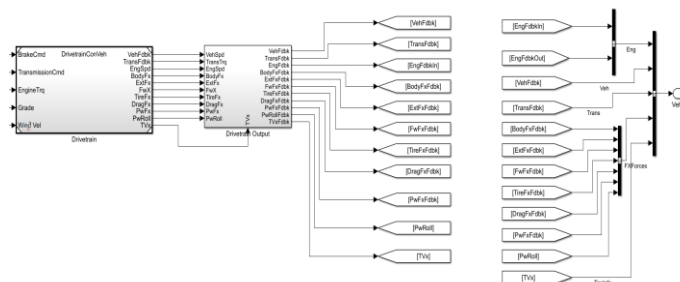 BrakeCmd
TransmissionCmd
EngineTrq
Grade
Wind Vel
DrivetrainConVeh
VehFdbk
TransFdbk
EngSpd
BodyFx
ExtFx
FwX
TireFx
DragFx
PwFx
PwRoll
TVx
Drivetrain
VehSpd
TransTrq
EngSpd
BodyFx
ExtFx
FwX
TireFx
DragFx
PwFx
PwRoll
TVx
VehFdbk
TransFdbk
EngFdbk
BodyFxFdbk
ExtFxFdbk
FwFxFdbk
TireFxFdbk
DragFxFdbk
PwFxFdbk
PwRollFdbk
TVxFdbk
Drivetrain Output
[VehFdbk]
[TransFdbk]
[EngFdbkIn]
[BodyFxFdbk]
[ExtFxFdbk]
[FwFxFdbk]
[TireFxFdbk]
[DragFxFdbk]
[PwFxFdbk]
[PwRoll]
[TVx]
[EngFdbkIn]
[EngFdbkOut]
[VehFdbk]
[TransFdbk]
[BodyFxFdbk]
[ExtFxFdbk]
[FwFxFdbk]
[TireFxFdbk]
[DragFxFdbk]
[PwFxFdbk]
[PwRoll]
[TVx]
Eng
Veh
Trans
FXForces
Veh